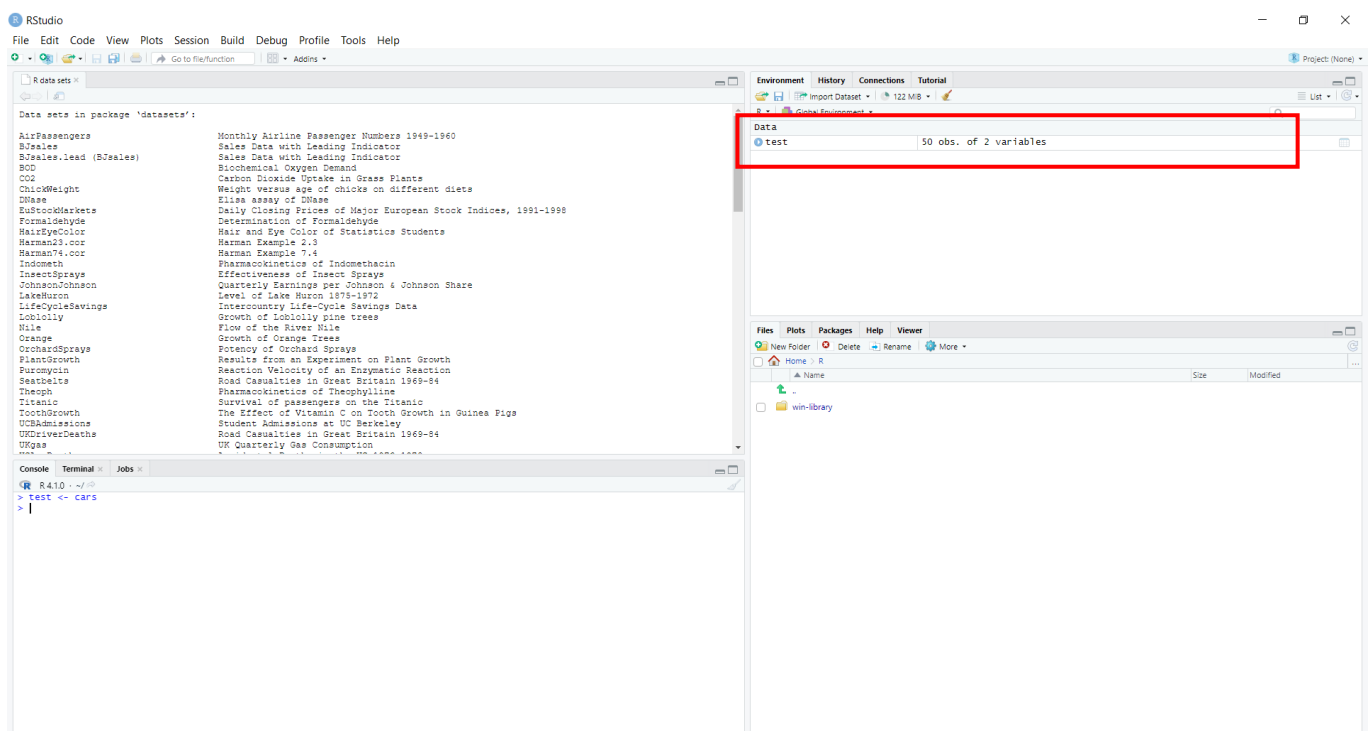 RStudio
File Edit Code View Plots Session Build Debug Profile Tools Help
Go to file/function Addins Project: (None)
R data sets
Data sets in package 'datasets':
AirPassengers Monthly Airline Passenger Numbers 1949-1960
BJsales Sales Data with Leading Indicator
BJsales.lead (BJsales) Sales Data with Leading Indicator
BOD Biochemical Oxygen Demand
CO2 Carbon Dioxide Uptake in Grass Plants
ChickWeight Weight versus age of chicks on different diets
DNase Elisa assay of DNase
EuStockMarkets Daily Closing Prices of Major European Stock Indices, 1991-1998
Formaldehyde Determination of Formaldehyde
HairEyeColor Hair and Eye Color of Statistics Students
Harman23.cor Harman Example 2.3
Harman74.cor Harman Example 7.4
Indometh Pharmacokinetics of Indomethacin
InsectSprays Effectiveness of Insect Sprays
JohnsonJohnson Quarterly Earnings per Johnson & Johnson Share
LakeHuron Level of Lake Huron 1875-1972
LifeCycleSavings Intercountry Life-Cycle Savings Data
Loblolly Growth of Loblolly pine trees
Nile Flow of the River Nile
Orange Growth of Orange Trees
OrchardSprays Potency of Orchard Sprays
PlantGrowth Results from an Experiment on Plant Growth
Puromycin Reaction Velocity of an Enzymatic Reaction
Seatbelts Road Casualties in Great Britain 1969-84
Theoph Pharmacokinetics of Theophylline
Titanic Survival of passengers on the Titanic
ToothGrowth The Effect of Vitamin C on Tooth Growth in Guinea Pigs
UCBAdmissions Student Admissions at UC Berkeley
UKDriverDeaths Road Casualties in Great Britain 1969-84
UKgas UK Quarterly Gas Consumption
Console Terminal Jobs
R 4.1.0 · ~/
> test <- cars
>
Environment History Connections Tutorial
Import Dataset 122 MiB List
R Global Environment
Data
test 50 obs. of 2 variables
Files Plots Packages Help Viewer
New Folder Delete Rename More
Home > R ...
Name Size Modified
..
win-library